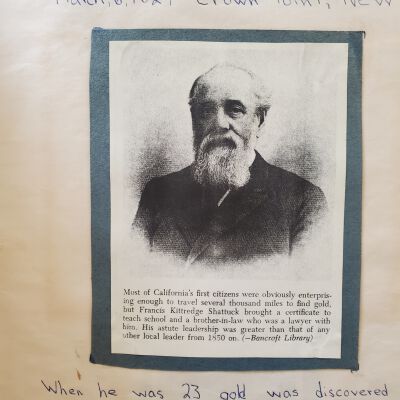 Crown Point, New
Most of California's first citizens were obviously enterpris-
ing enough to travel several thousand miles to find gold,
but Francis Kittredge Shattuck brought a certificate to
teach school and a brother-in-law who was a lawyer with
him. His astute leadership was greater than that of any
other local leader from 1850 on. (—Bancroft Library)
When he was 23 gold was discovered